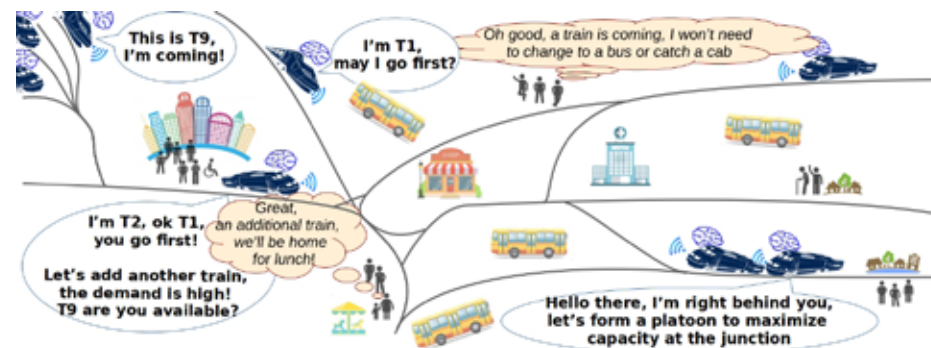 This is T9,
I'm coming!
I'm T1,
may I go first?
Oh good, a train is coming, I won't need
to change to a bus or catch a cab
I'm T2, ok T1,
you go first!
Let's add another train,
the demand is high!
T9 are you available?
Great,
an additional train,
we'll be home
for lunch!
Hello there, I'm right behind you,
let's form a platoon to maximize
capacity at the junction